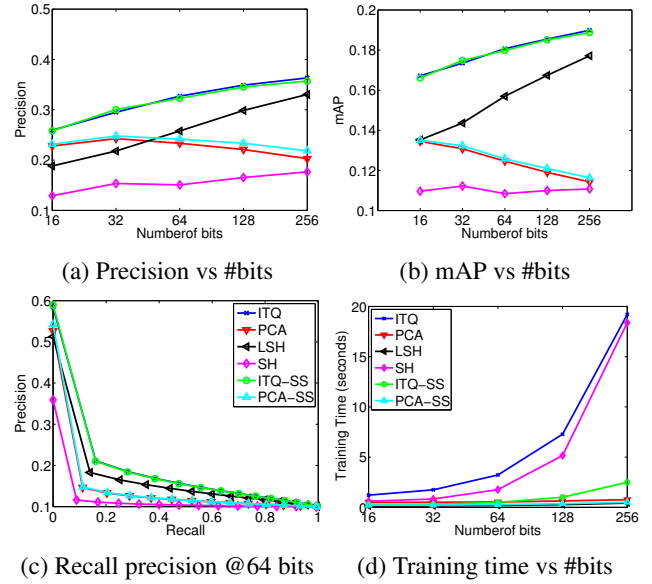 0.5
0.4
0.3
0.2
0.1
Precision
16 32 64 128 256
Numberof bits
(a) Precision vs #bits
0.2
0.18
0.16
0.14
0.12
0.1
mAP
16 32 64 128 256
Numberof bits
(b) mAP vs #bits
0.6
0.5
0.4
0.3
0.2
0.1
Precision
0 0.2 0.4 0.6 0.8 1
Recall
ITQ
PCA
LSH
SH
ITQ-SS
PCA-SS
(c) Recall precision @64 bits
20
15
10
5
0
Training Time (seconds)
16 32 64 128 256
Numberof bits
ITQ
PCA
LSH
SH
ITQ-SS
PCA-SS
(d) Training time vs #bits